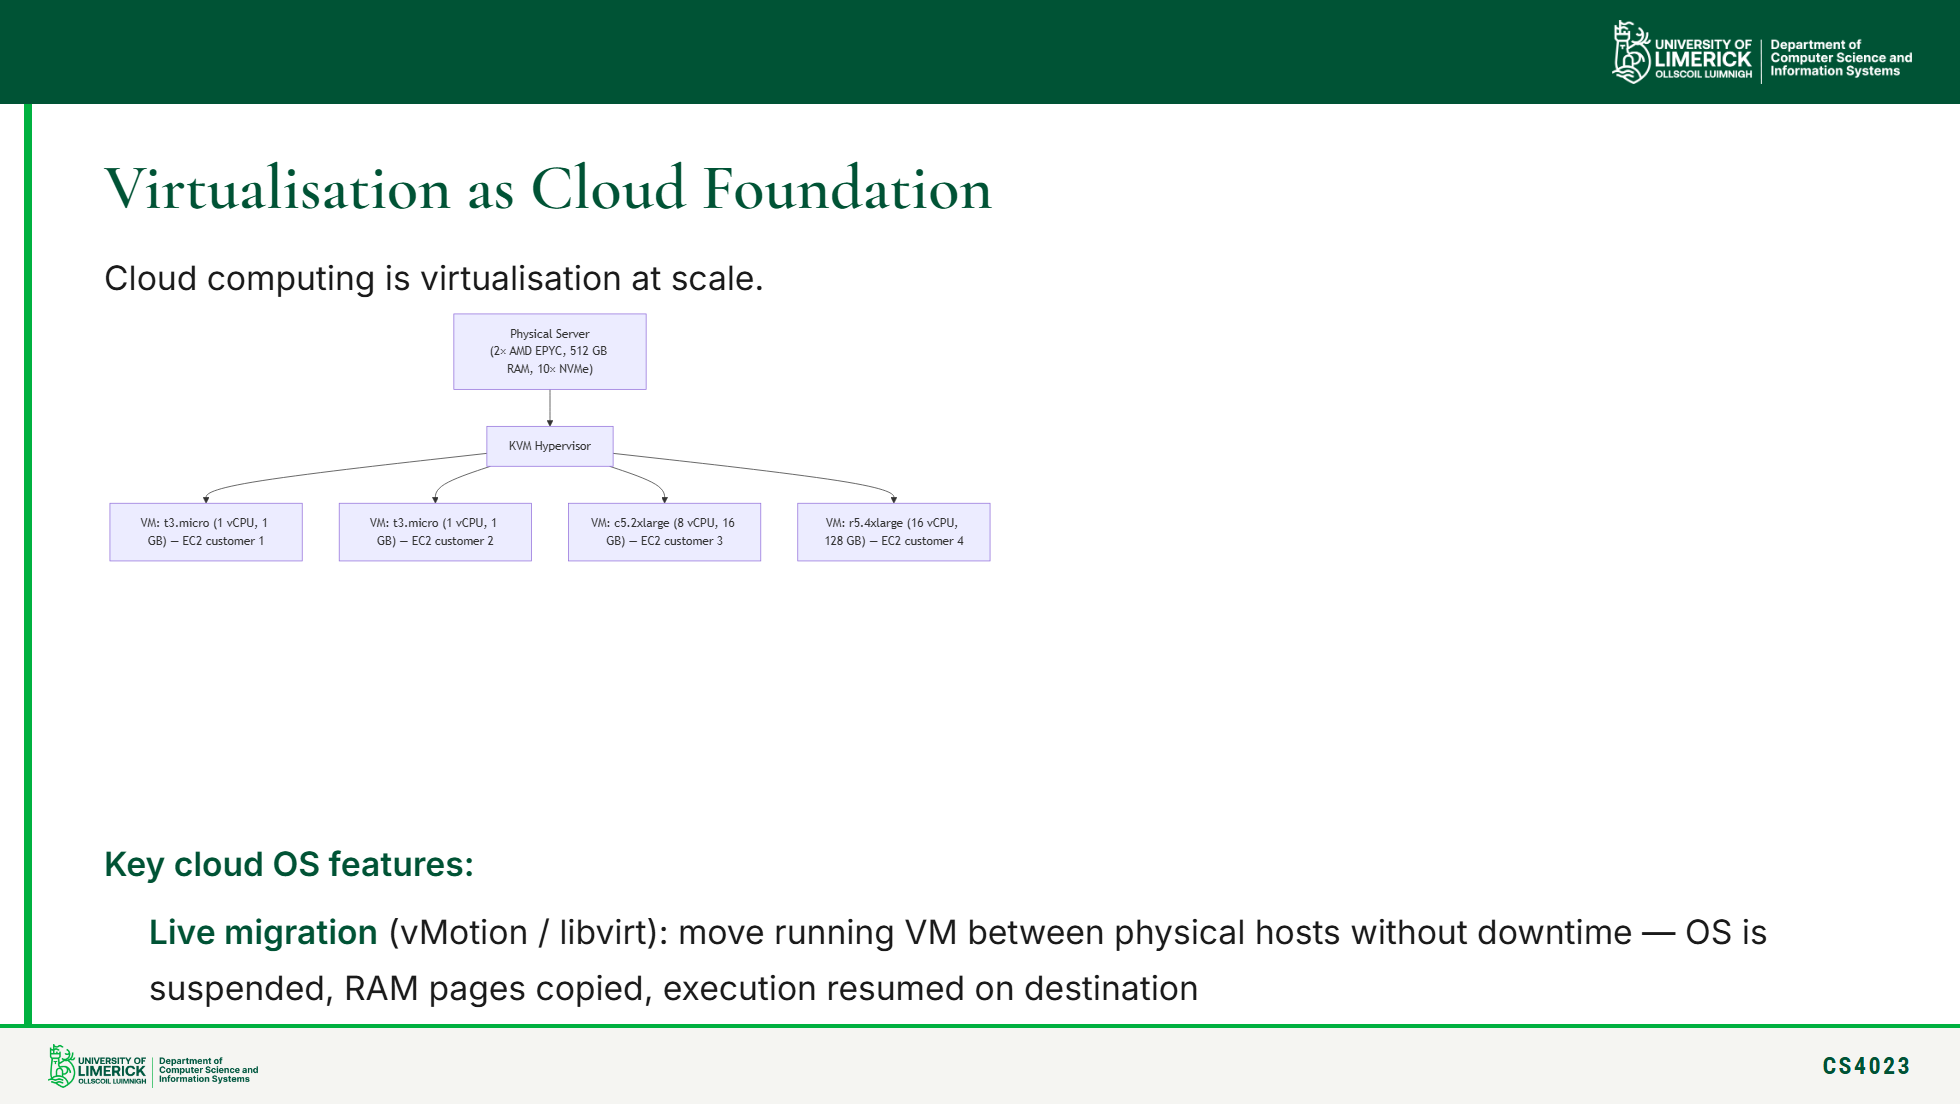 UNIVERSITY OF
LIMERICK
OLLSCOIL LUIMNIGH
Department of
Computer Science and
Information Systems
Virtualisation as Cloud Foundation
Cloud computing is virtualisation at scale.
Physical Server
(2× AMD EPYC, 512 GB
RAM, 10× NVMe)
KVM Hypervisor
VM: t3.micro (1 vCPU, 1
GB) — EC2 customer 1
VM: t3.micro (1 vCPU, 1
GB) — EC2 customer 2
VM: c5.2xlarge (8 vCPU, 16
GB) — EC2 customer 3
VM: r5.4xlarge (16 vCPU,
128 GB) — EC2 customer 4
Key cloud OS features:
Live migration (vMotion / libvirt): move running VM between physical hosts without downtime — OS is
suspended, RAM pages copied, execution resumed on destination
UNIVERSITY OF
LIMERICK
OLLSCOIL LUIMNIGH
Department of
Computer Science and
Information Systems
CS4023